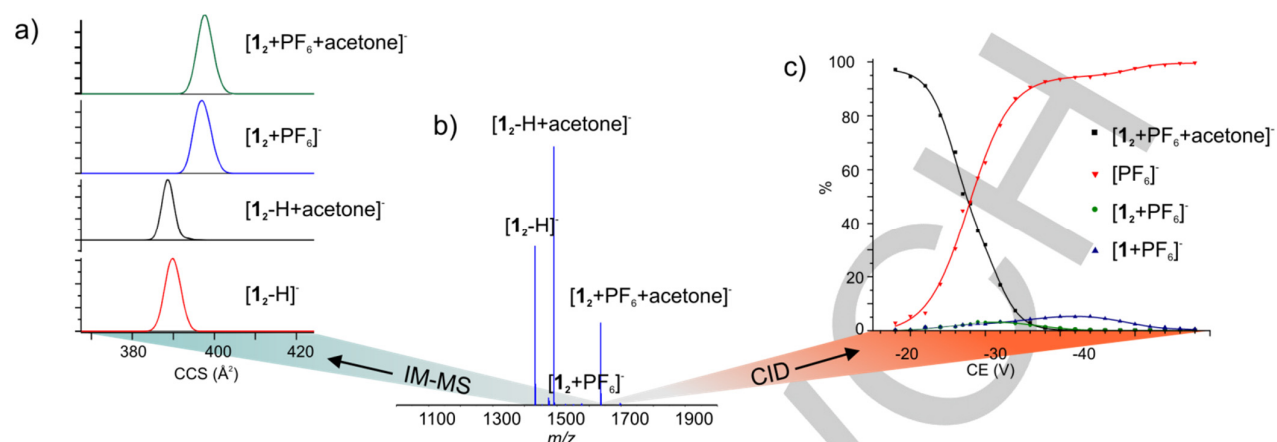 a)
[1₂+PF₆+acetone]⁻
[1₂+PF₆]⁻
[1₂-H+acetone]⁻
[1₂-H]⁻
380 400 420
CCS (Å²)
IM-MS
b)
[1₂-H+acetone]⁻
[1₂-H]⁻
[1₂+PF₆+acetone]⁻
[1₂+PF₆]⁻
1100 1300 1500 1700 1900
m/z
CID
c)
100
80
60
40
20
0
%
-20 -30 -40
CE (V)
[1₂+PF₆+acetone]⁻
[PF₆]⁻
[1₂+PF₆]⁻
[1+PF₆]⁻